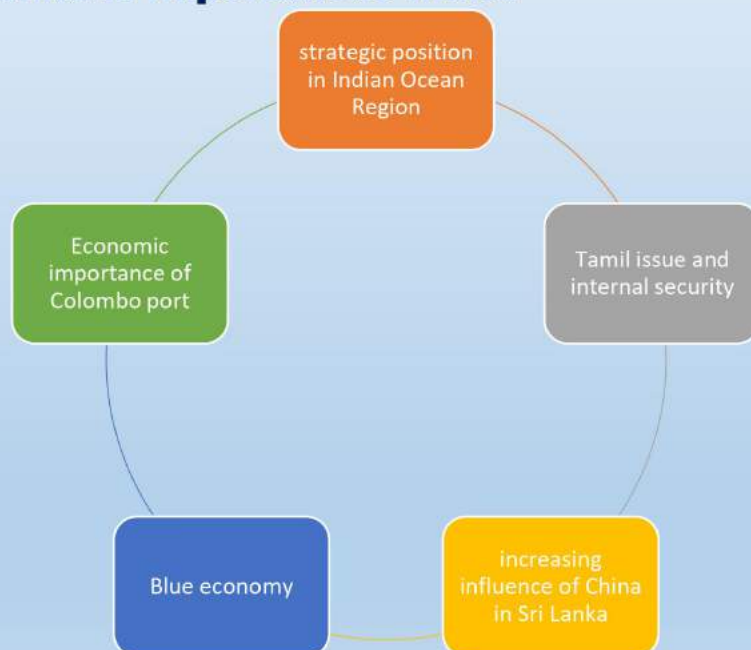 strategic position
in Indian Ocean
Region
Tamil issue and
internal security
increasing
influence of China
in Sri Lanka
Blue economy
Economic
importance of
Colombo port